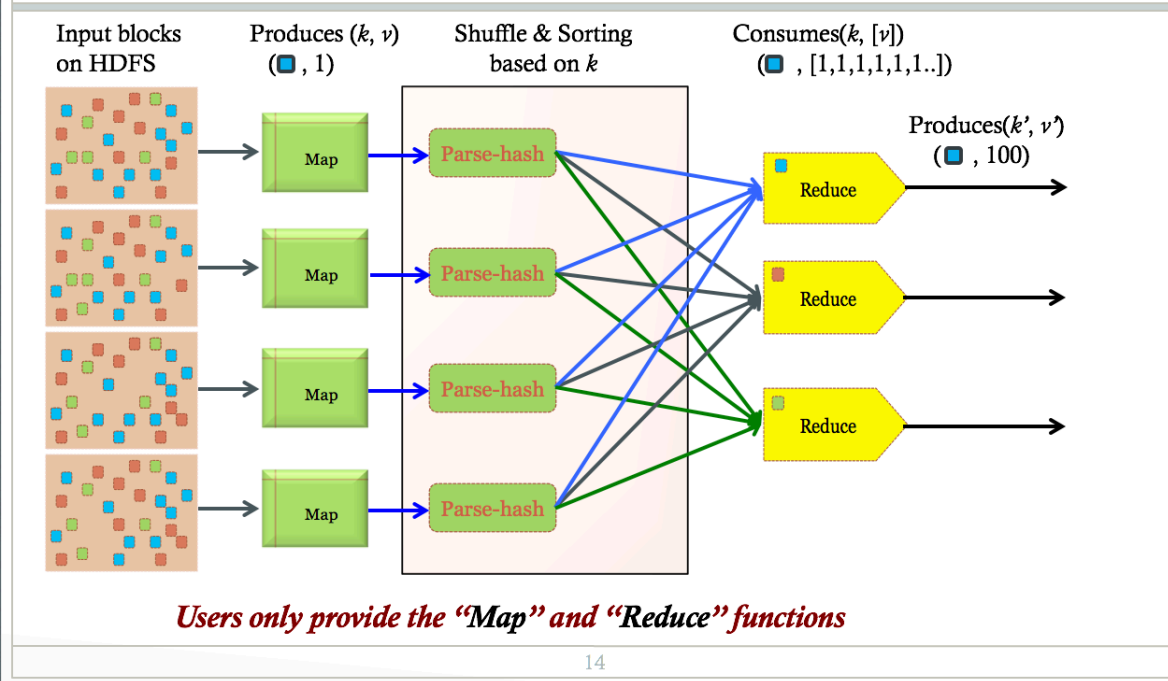 Input blocks
on HDFS
Produces (k, v)
( , 1)
Shuffle & Sorting
based on k
Consumes(k, [v])
( , [1,1,1,1,1,1..])
Produces(k’, v’)
( , 100)
Map
Parse-hash
Reduce
Map
Parse-hash
Reduce
Map
Parse-hash
Reduce
Map
Parse-hash
Users only provide the “Map” and “Reduce” functions
14